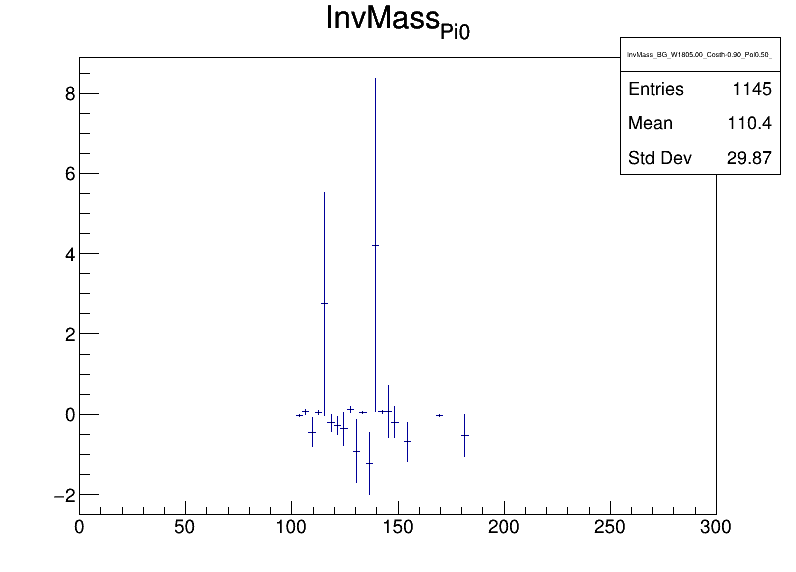 InvMass_Pi0
InvMass_BG_W1805.00_Costh-0.90_Pol0.50_
Entries 1145
Mean 110.4
Std Dev 29.87
8
6
4
2
0
−2
0 50 100 150 200 250 300